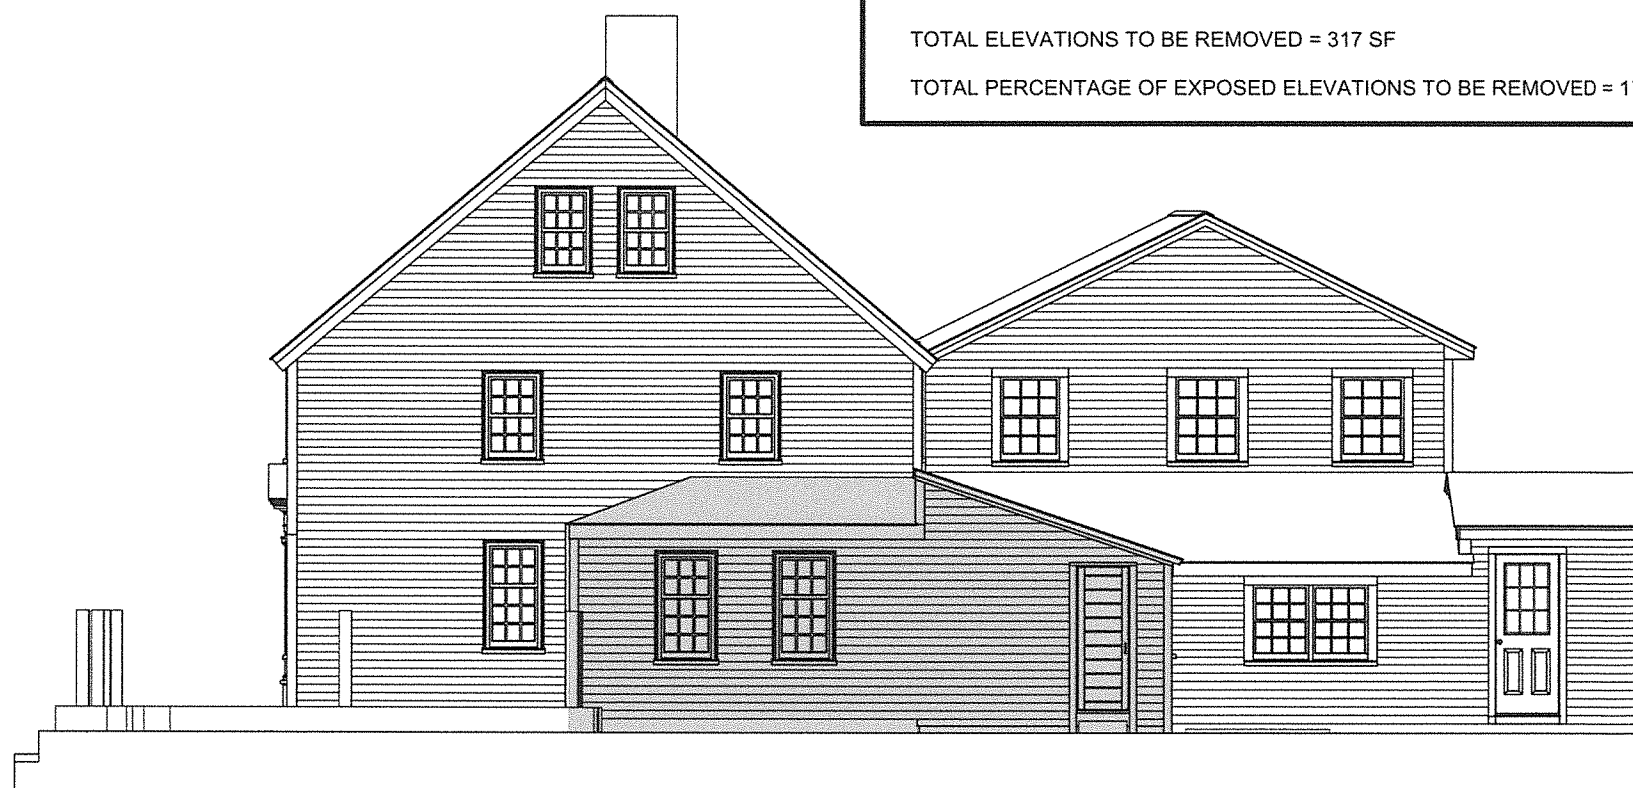 TOTAL ELEVATIONS TO BE REMOVED = 317 SF
TOTAL PERCENTAGE OF EXPOSED ELEVATIONS TO BE REMOVED =